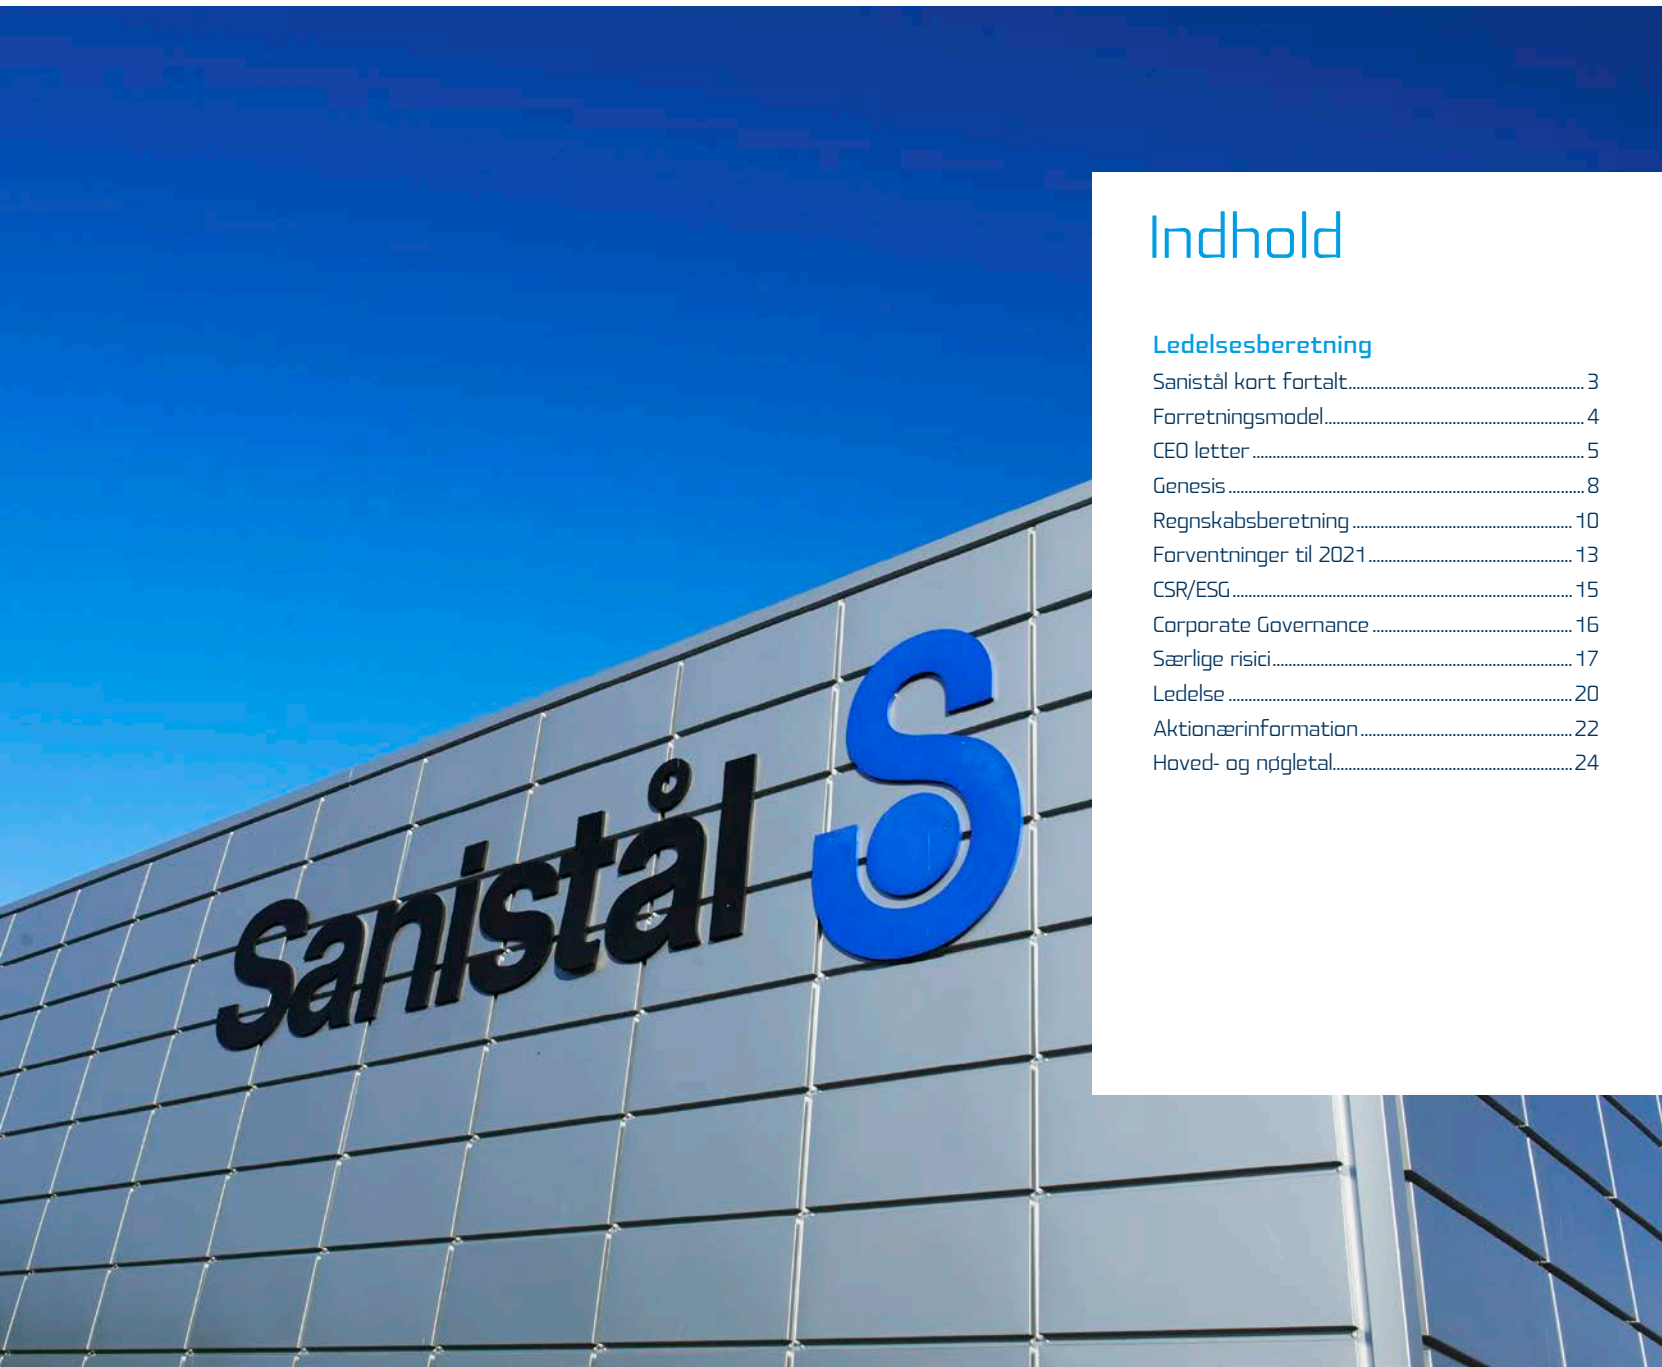 Indhold
Ledelsesberetning
Sanistål kort fortalt 3
Forretningsmodel 4
CEO letter 5
Genesis 8
Regnskabsberetning 10
Forventninger til 2021 13
CSR/ESG 15
Corporate Governance 16
Særlige risici 17
Ledelse 20
Aktionærinformation 22
Hoved- og nøgletal 24
Sanistål S